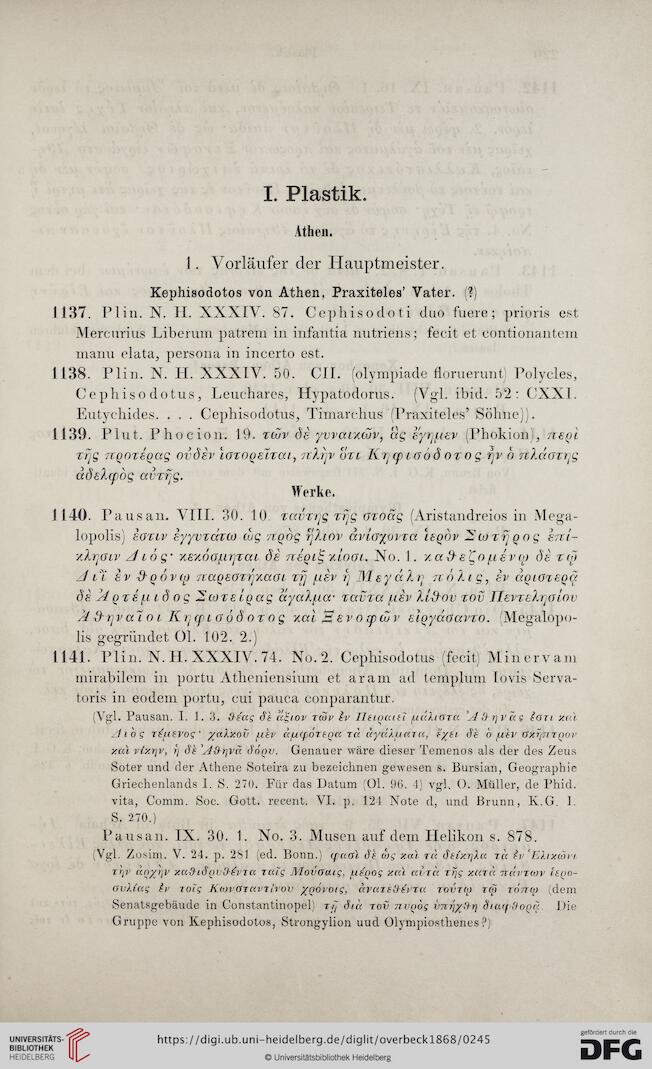 I. Plastik.
Athen.
1. Vorläufer der Hauptmeister.
Kephisodotos von Athen, Praxiteles' Vater. (?)
1137. Plin. N. H. XXXIV. 87. Cephisodoti duo fuere; prioris est
Mercurius Liberum patrem in infantia nutriens; fecit et contionantem
manu elata, persona in incerto est.
1138. Plin. N. H. XXXIV. 50. CII. (olympiade floruerunt) Polycles,
Cephisodotus, Leuchares, Hypatodorus. (Vgl. ibid. 52: CXXI.
Eutychides. . . . Cephisodotus, Timarchus (Praxiteles' Söhne)).
1139. Plut. Phocion. 19. τῶν δὲ γυναικῶν, ἃς ἔγημεν (Phokion), περὶ
τῆς προτέρας οὐδὲν ἱστορεῖται, πλὴν ὅτι Κηφισόδοτος ἦν ὁ πλάστης
ἀδελφὸς αὐτῆς.
Werke.
1140. Pausan. VIII. 30. 10. ταύτης τῆς στοᾶς (Aristandreios in Mega-
lopolis) ἔστιν ἐγγυτάτω ὡς πρὸς ἥλιον ἀνίσχοντα ἱερὸν Σωτῆρος ἐπί-
κλησιν Διός· κεκόσμηται δὲ πέριξ κίοσι. No. 1. καθεζομένῳ δὲ τῷ
Διῒ ἐν θρόνῳ παρεστήκασι τῇ μὲν ἡ Μεγάλη πόλις, ἐν ἀριστερᾷ
δὲ Ἀρτέμιδος Σωτείρας ἄγαλμα· ταῦτα μὲν λίθου τοῦ Πεντελησίου
Ἀθηναῖοι Κηφισόδοτος καὶ Ξενοφῶν εἰργάσαντο. (Megalopo-
lis gegründet Ol. 102. 2.)
1141. Plin. N. H. XXXIV. 74. No. 2. Cephisodotus (fecit) Minervam
mirabilem in portu Atheniensium et aram ad templum Iovis Serva-
toris in eodem portu, cui pauca conparantur.
(Vgl. Pausan. I. 1. 3. θέας δὲ ἄξιον τῶν ἐν Πειραιεῖ μάλιστα Ἀθηνᾶς ἐστι καὶ
Διὸς τέμενος· χαλκοῦ μὲν ἀμφότερα τὰ ἀγάλματα, ἔχει δὲ ὁ μὲν σκῆπτρον
καὶ νίκην, ἡ δὲ Ἀθηνᾶ δόρυ. Genauer wäre dieser Temenos als der des Zeus
Soter und der Athene Soteira zu bezeichnen gewesen s. Bursian, Geographie
Griechenlands I. S. 270. Für das Datum (Ol. 96. 4) vgl. O. Müller, de Phid.
vita, Comm. Soc. Gott. recent. VI. p. 124 Note d, und Brunn, K.G. I.
S. 270.)
Pausan. IX. 30. 1. No. 3. Musen auf dem Helikon s. 878.
(Vgl. Zosim. V. 24. p. 281 (ed. Bonn.) φασὶ δὲ ὡς καὶ τὰ δείκηλα τὰ ἐν Ἑλικῶνι
τὴν ἀρχὴν καθιδρυθέντα ταῖς Μούσαις, μέρος καὶ αὐτὰ τῆς κατὰ πάντων ἱερο-
συλίας ἐν τοῖς Κωνσταντίνου χρόνοις, ἀνατεθέντα τούτῳ τῷ τόπῳ (dem
Senatsgebäude in Constantinopel) τῇ διὰ τοῦ πυρὸς ὑπήχθη διαφθορᾷ. Die
Gruppe von Kephisodotos, Strongylion uud Olympiosthenes?)
UNIVERSITÄTS-
BIBLIOTHEK
HEIDELBERG
https://digi.ub.uni-heidelberg.de/diglit/overbeck1868/0245
© Universitätsbibliothek Heidelberg
gefördert durch die
DFG